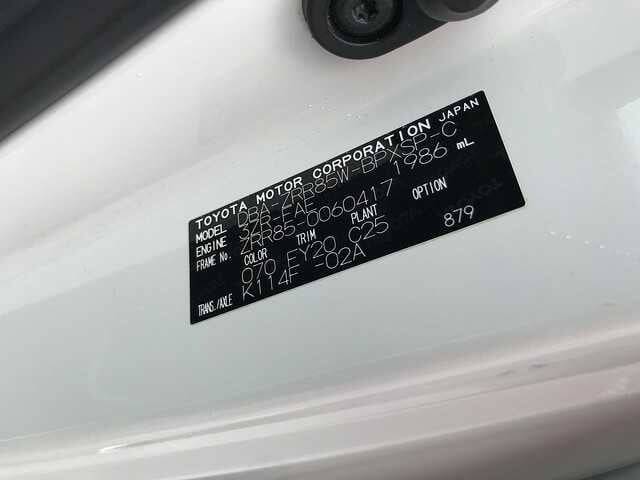 TOYOTA MOTOR CORPORATION JAPAN
MODEL DBA-ZRR85W-BPXSP-C
ENGINE 3ZR-FAE 1986 mL
FRAME No. ZRR85-0060417
COLOR TRIM PLANT OPTION
070 FY20 C25 879
TRANS./AXLE K114F -02A